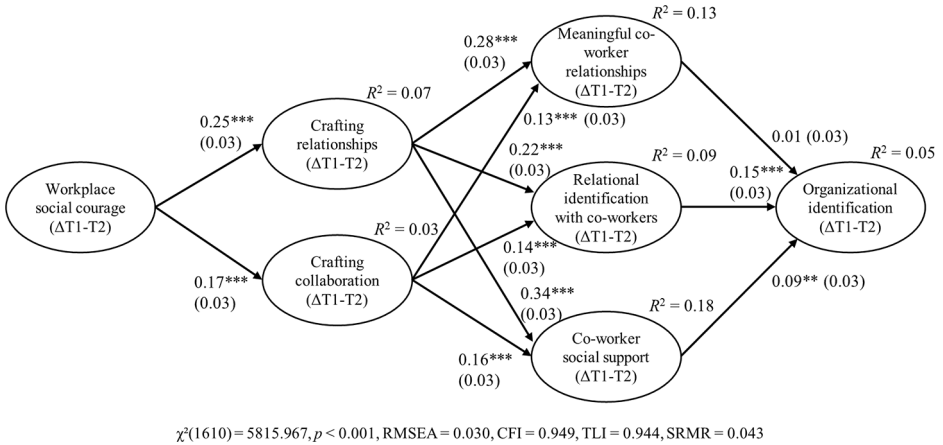 Workplace
social courage
(ΔT1-T2)
0.25***
(0.03)
0.17***
(0.03)
R² = 0.07
Crafting
relationships
(ΔT1-T2)
R² = 0.03
Crafting
collaboration
(ΔT1-T2)
0.28***
(0.03)
0.13*** (0.03)
0.22***
(0.03)
0.14***
(0.03)
0.34***
(0.03)
0.16***
(0.03)
R² = 0.13
Meaningful co-
worker
relationships
(ΔT1-T2)
R² = 0.09
Relational
identification
with co-workers
(ΔT1-T2)
R² = 0.18
Co-worker
social support
(ΔT1-T2)
0.01 (0.03)
0.15***
(0.03)
0.09** (0.03)
R² = 0.05
Organizational
identification
(ΔT1-T2)
χ²(1610) = 5815.967, p < 0.001, RMSEA = 0.030, CFI = 0.949, TLI = 0.944, SRMR = 0.043